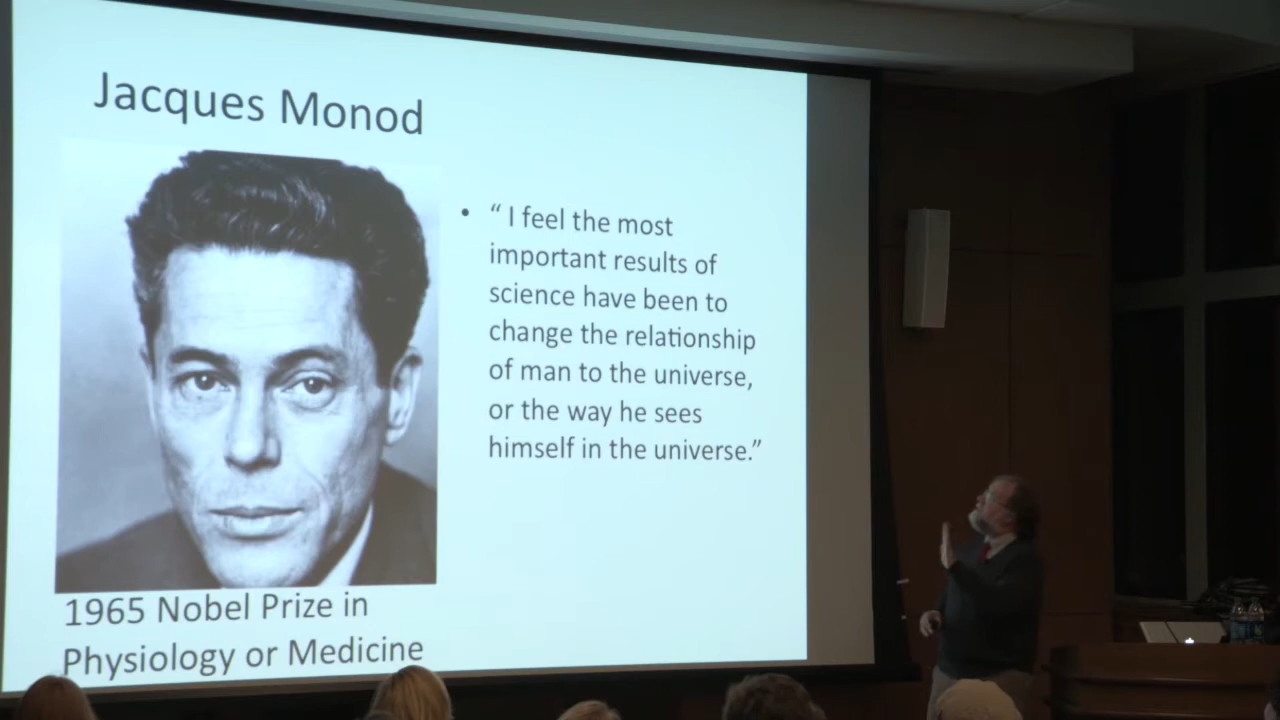 Jacques Monod
• “ I feel the most
important results of
science have been to
change the relationship
of man to the universe,
or the way he sees
himself in the universe.”
1965 Nobel Prize in
Physiology or Medicine